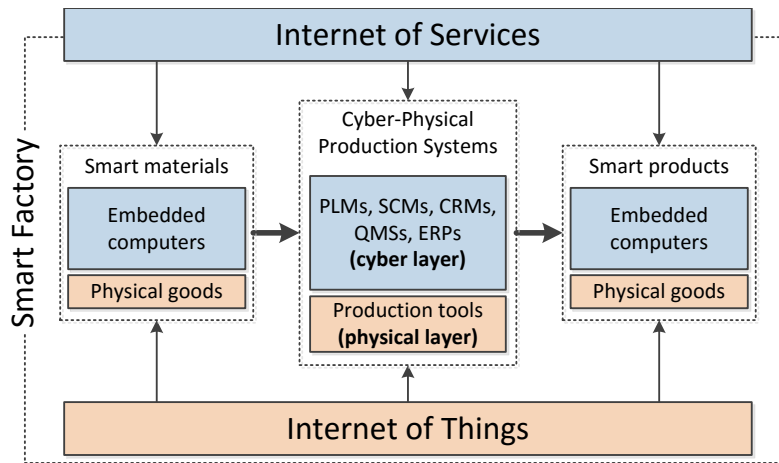 Internet of Services
Smart Factory
Smart materials
Embedded
computers
Physical goods
Cyber-Physical
Production Systems
PLMs, SCMs, CRMs,
QMSs, ERPs
(cyber layer)
Production tools
(physical layer)
Smart products
Embedded
computers
Physical goods
Internet of Things